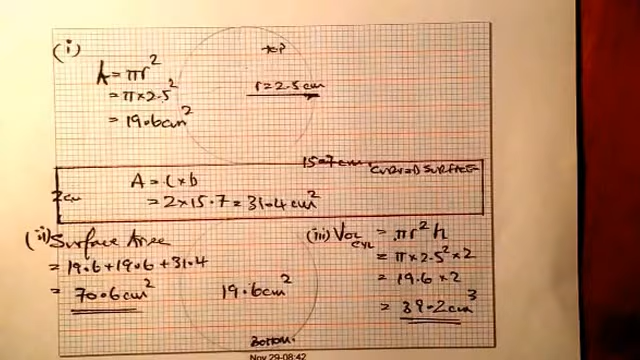 (i)
top
A = πr²
= π×2.5²
= 19.6cm²
r=2.5cm
15.7cm
CURVED SURFACE
2cm
A = L×b
= 2×15.7 = 31.4cm²
(ii) Surface Area
= 19.6+19.6+31.4
= 70.6cm²
19.6cm²
(iii) Vol cyl = πr²h
= π×2.5²×2
= 19.6×2
= 39.2cm³
Bottom.
Nov 29-08:42